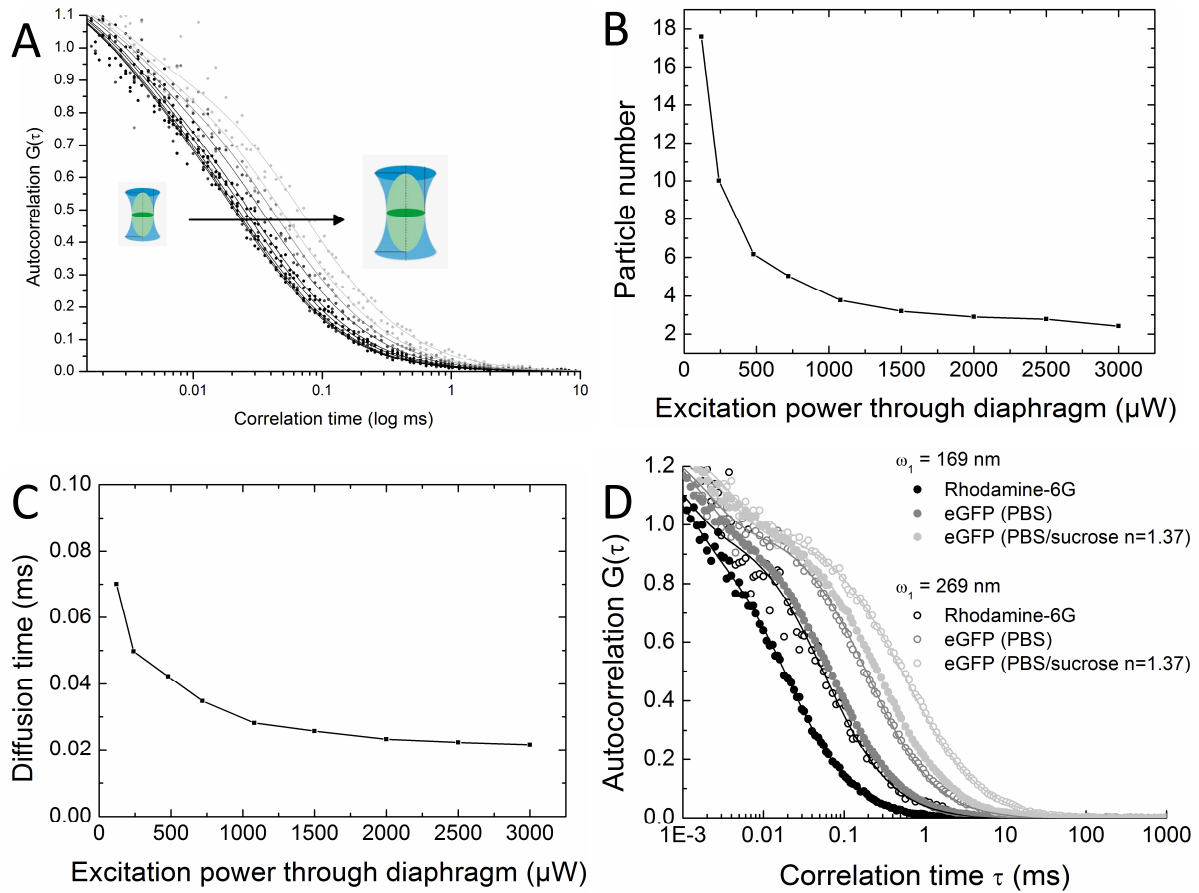 A
Autocorrelation G(τ)
1.1
1.0
0.9
0.8
0.7
0.6
0.5
0.4
0.3
0.2
0.1
0.0
0.01
0.1
1
10
Correlation time (log ms)
B
Particle number
18
16
14
12
10
8
6
4
2
0
500
1000
1500
2000
2500
3000
Excitation power through diaphragm (µW)
C
Diffusion time (ms)
0.10
0.08
0.06
0.04
0.02
0.00
0
500
1000
1500
2000
2500
3000
Excitation power through diaphragm (µW)
D
Autocorrelation G(τ)
1.2
1.0
0.8
0.6
0.4
0.2
0.0
1E-3
0.01
0.1
1
10
100
1000
Correlation time τ (ms)
ω1 = 169 nm
Rhodamine-6G
eGFP (PBS)
eGFP (PBS/sucrose n=1.37)
ω1 = 269 nm
Rhodamine-6G
eGFP (PBS)
eGFP (PBS/sucrose n=1.37)